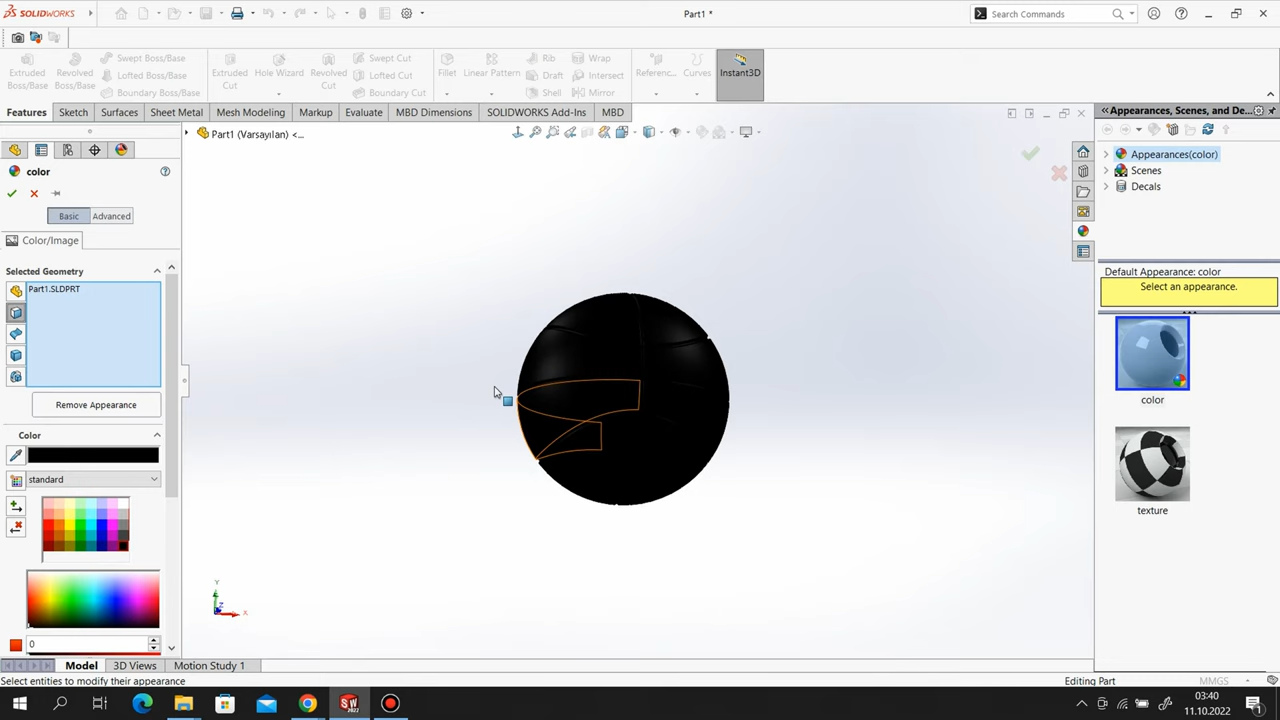 SOLIDWORKS
Part1 *
Search Commands
Extruded Boss/Base
Revolved Boss/Base
Swept Boss/Base
Lofted Boss/Base
Boundary Boss/Base
Extruded Cut
Hole Wizard
Revolved Cut
Swept Cut
Lofted Cut
Boundary Cut
Fillet
Linear Pattern
Rib
Draft
Shell
Wrap
Intersect
Mirror
Referenc...
Curves
Instant3D
Features Sketch Surfaces Sheet Metal Mesh Modeling Markup Evaluate MBD Dimensions SOLIDWORKS Add-Ins MBD
Part1 (Varsayılan) <...
Appearances, Scenes, and De...
color
Basic Advanced
Color/Image
Selected Geometry
Part1.SLDPRT
Remove Appearance
Color
standard
0
Y
Z
X
Appearances(color)
Scenes
Decals
Default Appearance: color
Select an appearance.
color
texture
Model 3D Views Motion Study 1
Select entities to modify their appearance
Editing Part
MMGS
SW
2022
03:40
11.10.2022
1